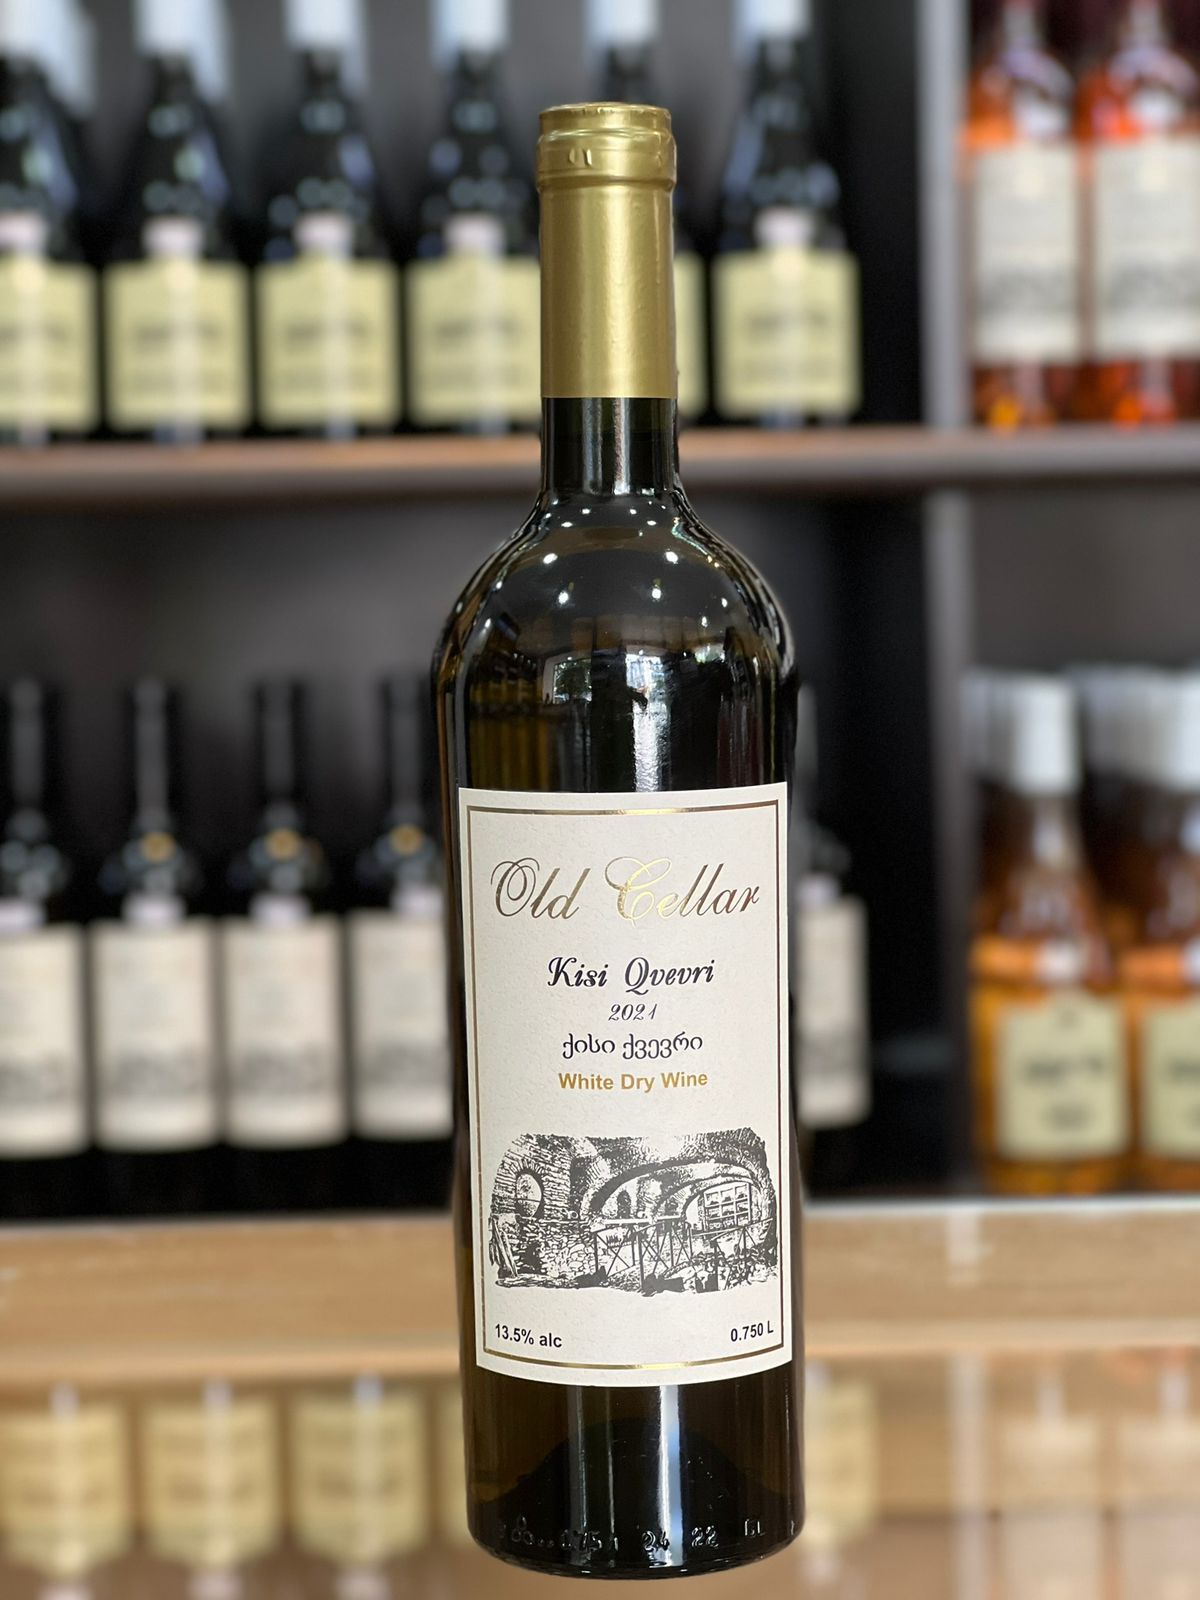 Old Cellar
Kisi Qvevri
2021
ქისი ქვევრი
White Dry Wine
13.5% alc
0.750 L